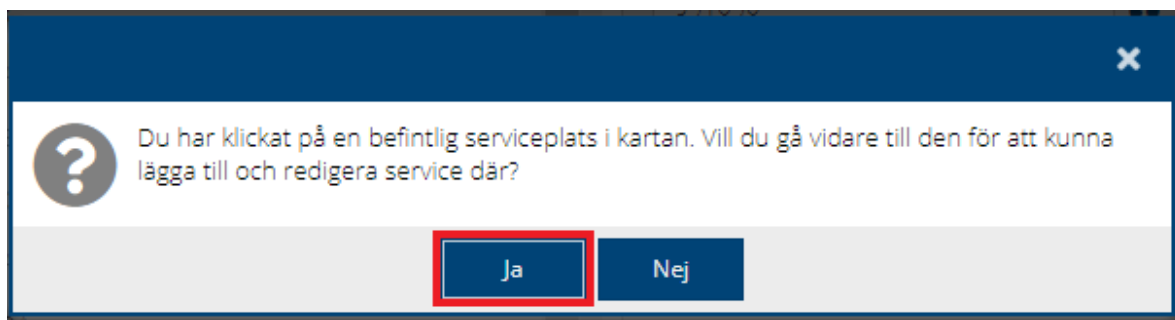 Du har klickat på en befintlig serviceplats i kartan. Vill du gå vidare till den för att kunna
lägga till och redigera service där?
Ja
Nej